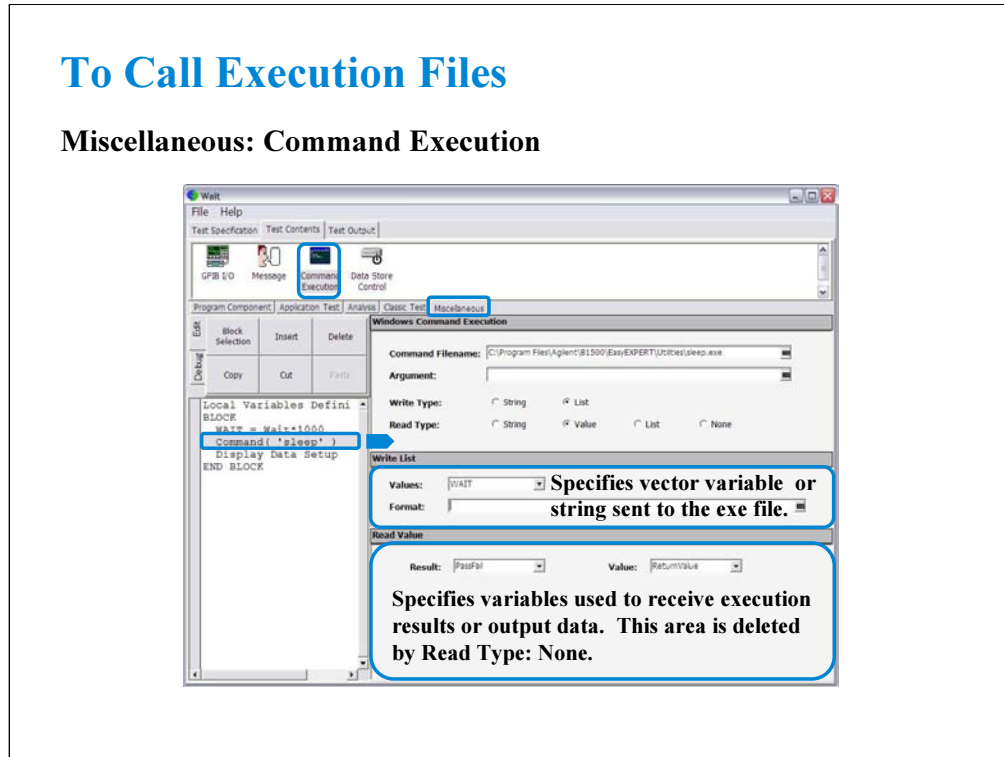 To Call Execution Files
Miscellaneous: Command Execution
Wait
File Help
Test Specification Test Contents Test Output
GPIB I/O Message Command Execution Data Store Control
Program Component Application Test Analysis Classic Test Miscellaneous
Edit
Debug
Block Selection Insert Delete
Copy Cut Paste
Local Variables Defini
BLOCK
WAIT = Wait*1000
Command( 'sleep' )
Display Data Setup
END BLOCK
Windows Command Execution
Command Filename: C:\Program Files\Agilent\B1500\EasyEXPERT\Utilities\sleep.exe
Argument:
Write Type: String List
Read Type: String Value List None
Write List
Values: WAIT
Format:
Specifies vector variable or
string sent to the exe file.
Read Value
Result: PassFail Value: ReturnValue
Specifies variables used to receive execution
results or output data. This area is deleted
by Read Type: None.